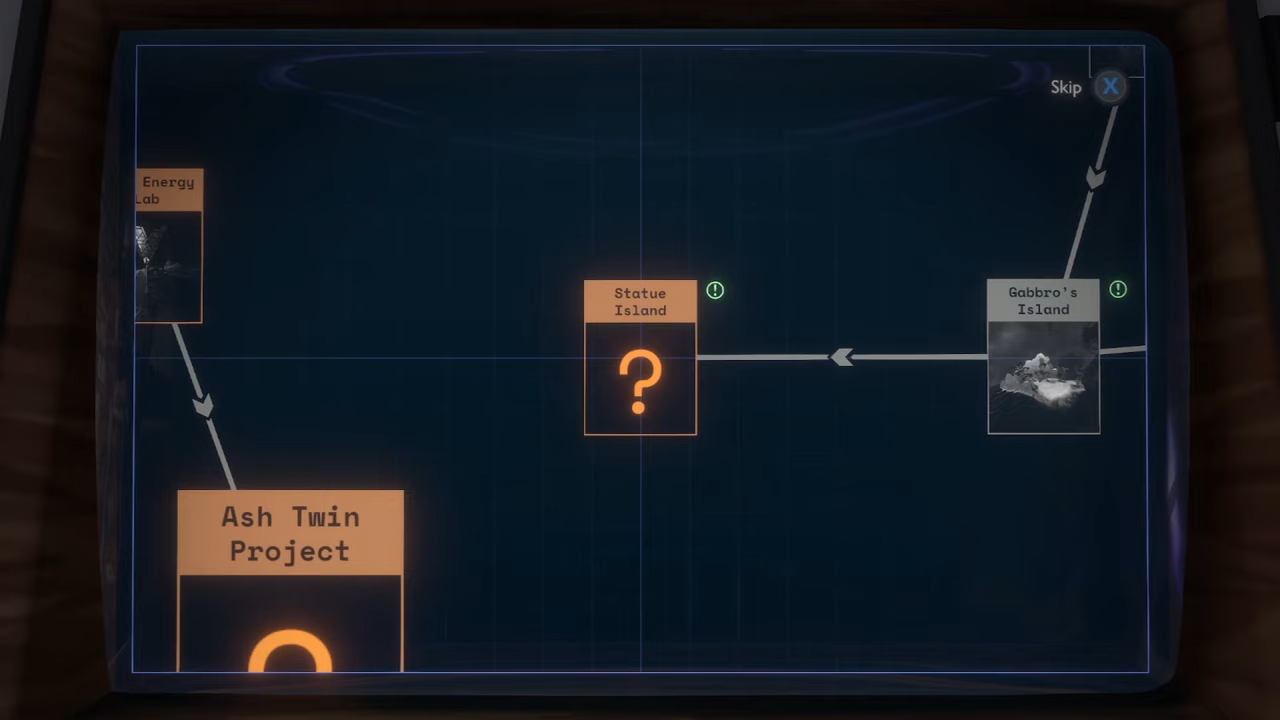 Skip X
Energy
Lab
Statue
Island
!
Gabbro's
Island
!
?
Ash Twin
Project